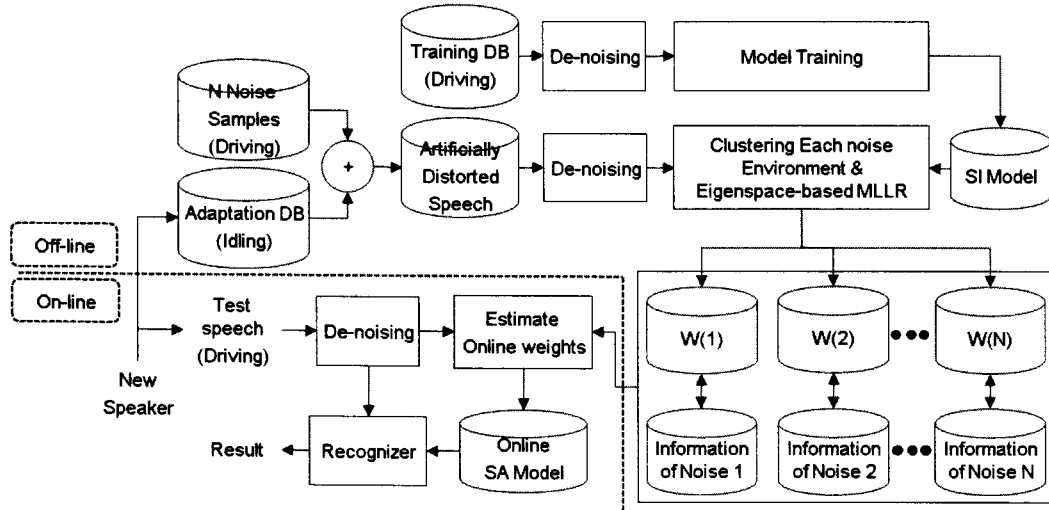 Training DB
(Driving)
De-noising
Model Training
N Noise
Samples
(Driving)
+
Artificially
Distorted
Speech
De-noising
Clustering Each noise
Environment &
Eigenspace-based MLLR
SI Model
Adaptation DB
(Idling)
Off-line
On-line
Test
speech
(Driving)
De-noising
Estimate
Online weights
W(1)
W(2)
W(N)
New
Speaker
Result
Recognizer
Online
SA Model
Information
of Noise 1
Information
of Noise 2
Information
of Noise N